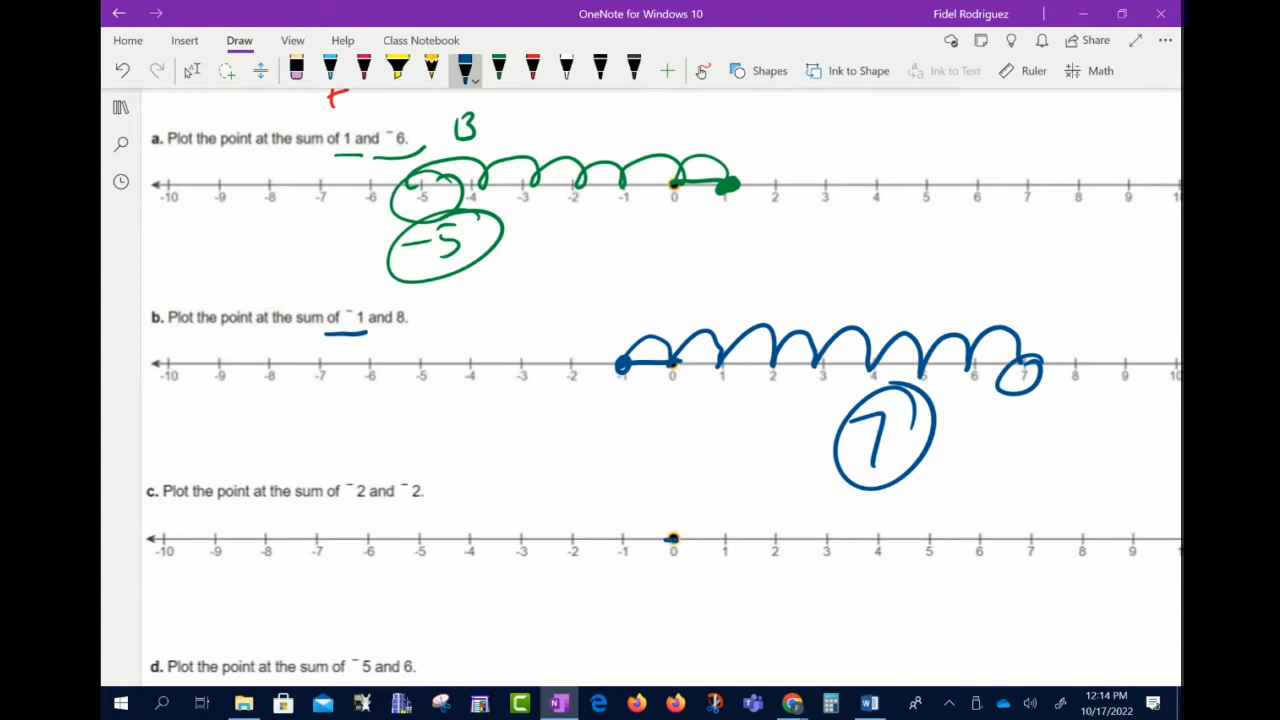 OneNote for Windows 10
Fidel Rodriguez
Home Insert Draw View Help Class Notebook
Share
Shapes Ink to Shape Ink to Text Ruler Math
a. Plot the point at the sum of 1 and ⁻6.
B
-10 -9 -8 -7 -6 -5 -4 -3 -2 -1 0 1 2 3 4 5 6 7 8 9 10
-5
b. Plot the point at the sum of ⁻1 and 8.
-10 -9 -8 -7 -6 -5 -4 -3 -2 -1 0 1 2 3 4 5 6 7 8 9 10
7
c. Plot the point at the sum of ⁻2 and ⁻2.
-10 -9 -8 -7 -6 -5 -4 -3 -2 -1 0 1 2 3 4 5 6 7 8 9
d. Plot the point at the sum of ⁻5 and 6.
12:14 PM
10/17/2022